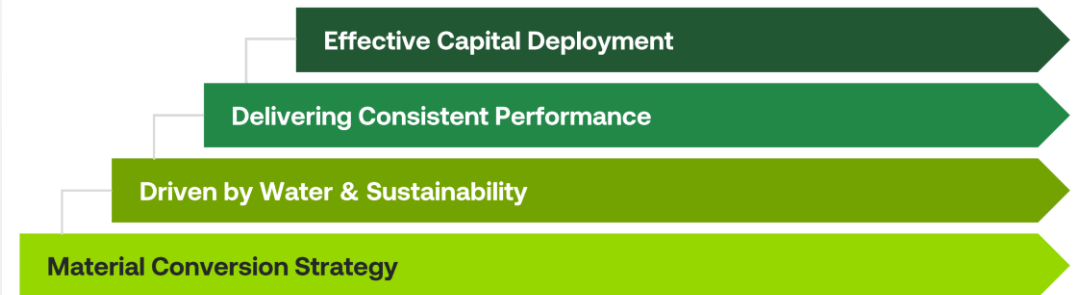 Effective Capital Deployment
Delivering Consistent Performance
Driven by Water & Sustainability
Material Conversion Strategy